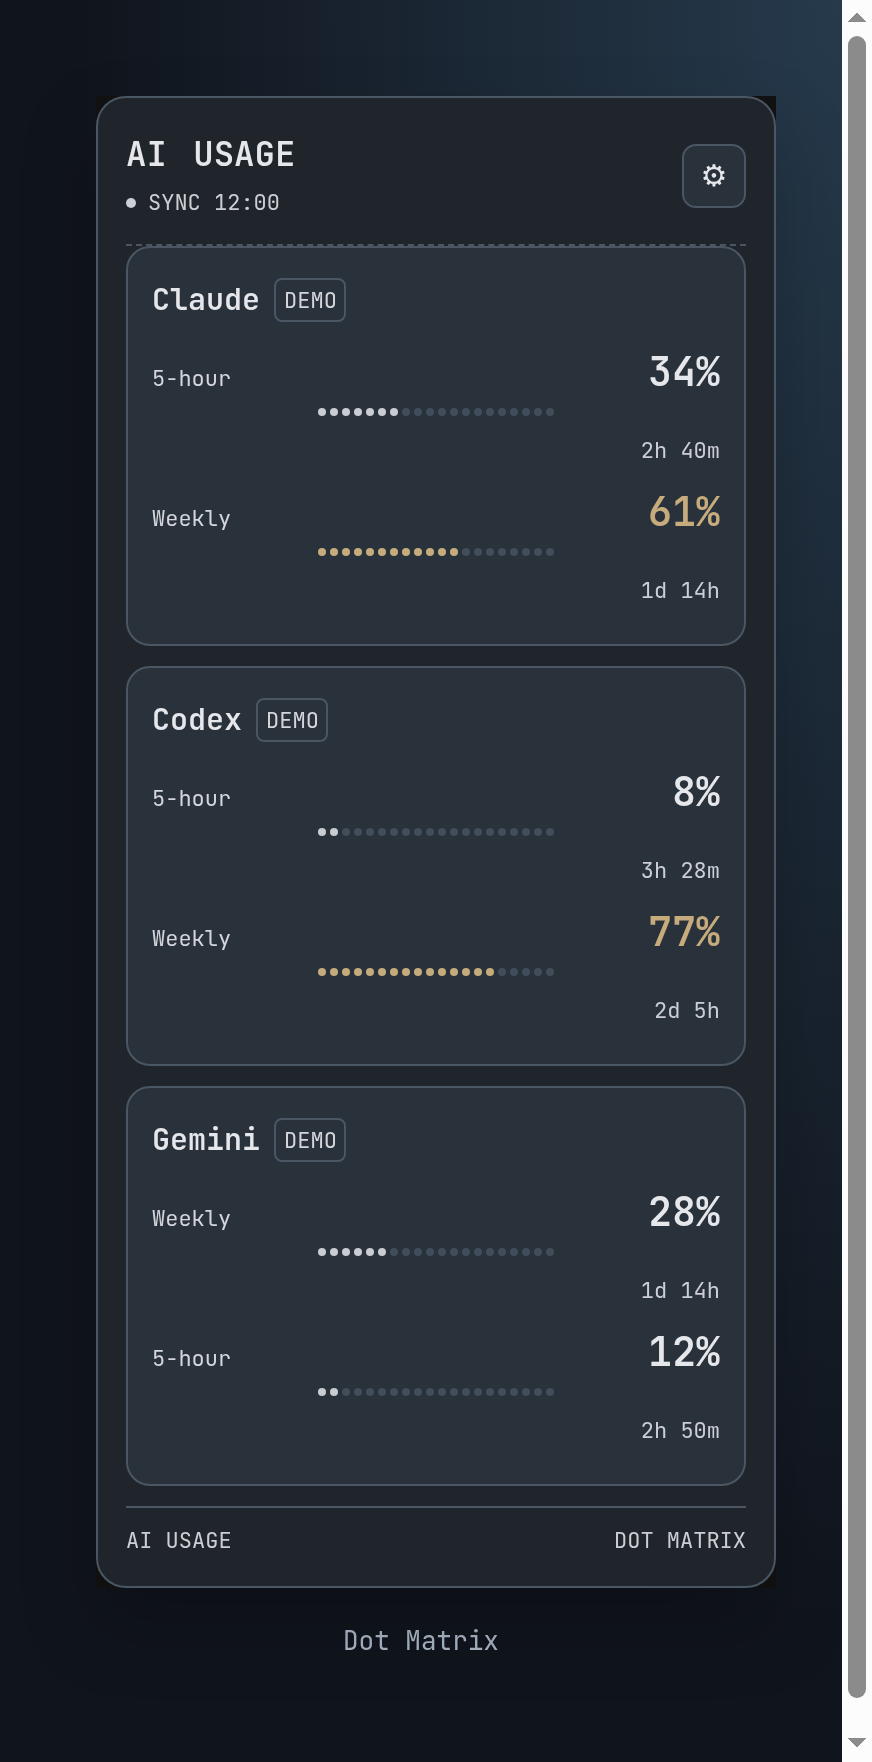 AI USAGE
SYNC 12:00
Claude DEMO
5-hour 34%
2h 40m
Weekly 61%
1d 14h
Codex DEMO
5-hour 8%
3h 28m
Weekly 77%
2d 5h
Gemini DEMO
Weekly 28%
1d 14h
5-hour 12%
2h 50m
AI USAGE DOT MATRIX
Dot Matrix